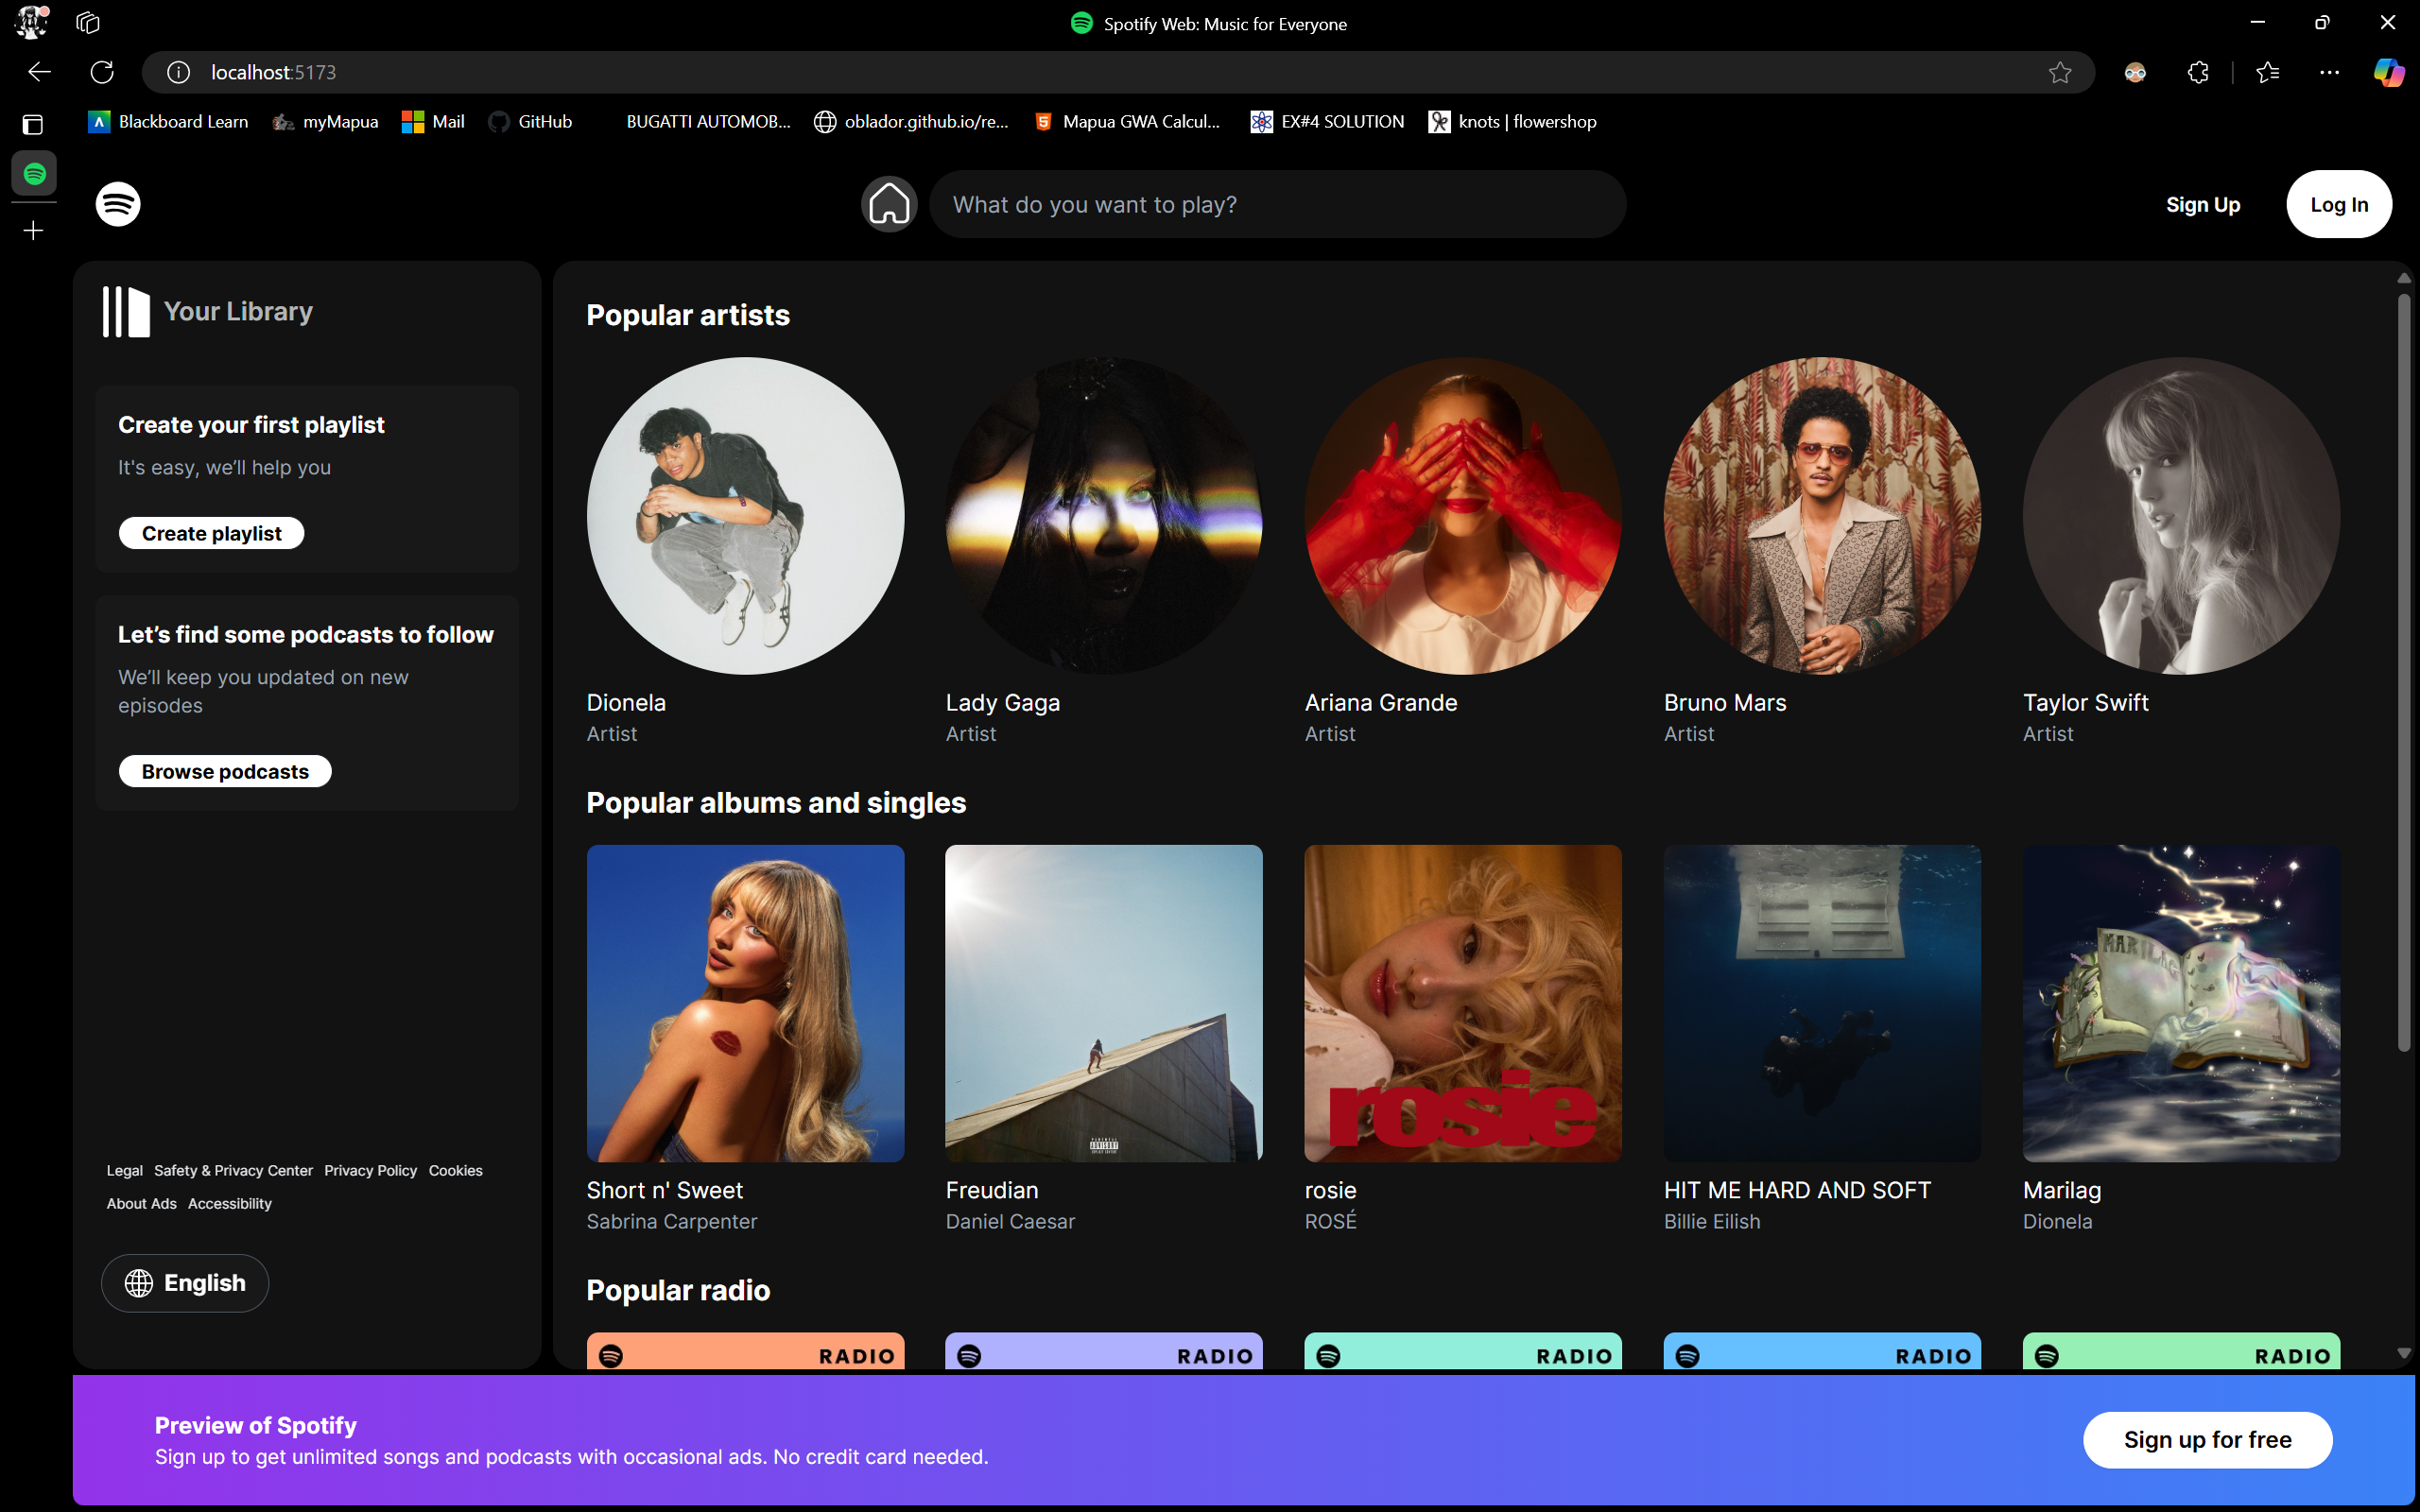 Spotify Web: Music for Everyone
localhost:5173
Blackboard Learn myMapua Mail GitHub BUGATTI AUTOMOB... oblador.github.io/re... Mapua GWA Calcul... EX#4 SOLUTION knots | flowershop
What do you want to play?
Sign Up
Log In
Your Library
Create your first playlist
It's easy, we’ll help you
Create playlist
Let’s find some podcasts to follow
We’ll keep you updated on new
episodes
Browse podcasts
Legal Safety & Privacy Center Privacy Policy Cookies
About Ads Accessibility
English
Popular artists
Dionela Lady Gaga Ariana Grande Bruno Mars Taylor Swift
Artist Artist Artist Artist Artist
Popular albums and singles
PARENTAL
ADVISORY
EXPLICIT CONTENT
rosie
Short n' Sweet Freudian rosie HIT ME HARD AND SOFT Marilag
Sabrina Carpenter Daniel Caesar ROSÉ Billie Eilish Dionela
Popular radio
RADIO RADIO RADIO RADIO RADIO
Preview of Spotify
Sign up to get unlimited songs and podcasts with occasional ads. No credit card needed.
Sign up for free